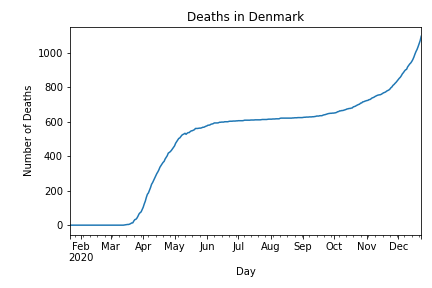 Deaths in Denmark
Number of Deaths
1000
800
600
400
200
0
Feb Mar Apr May Jun Jul Aug Sep Oct Nov Dec
2020
Day